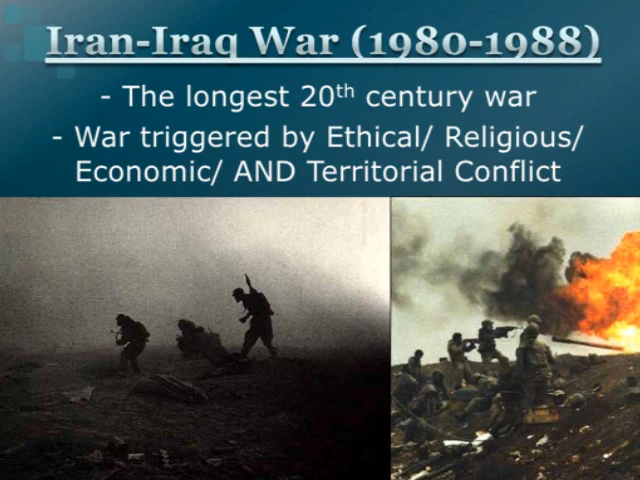 Iran-Iraq War (1980-1988)
- The longest 20th century war
- War triggered by Ethical/ Religious/
Economic/ AND Territorial Conflict